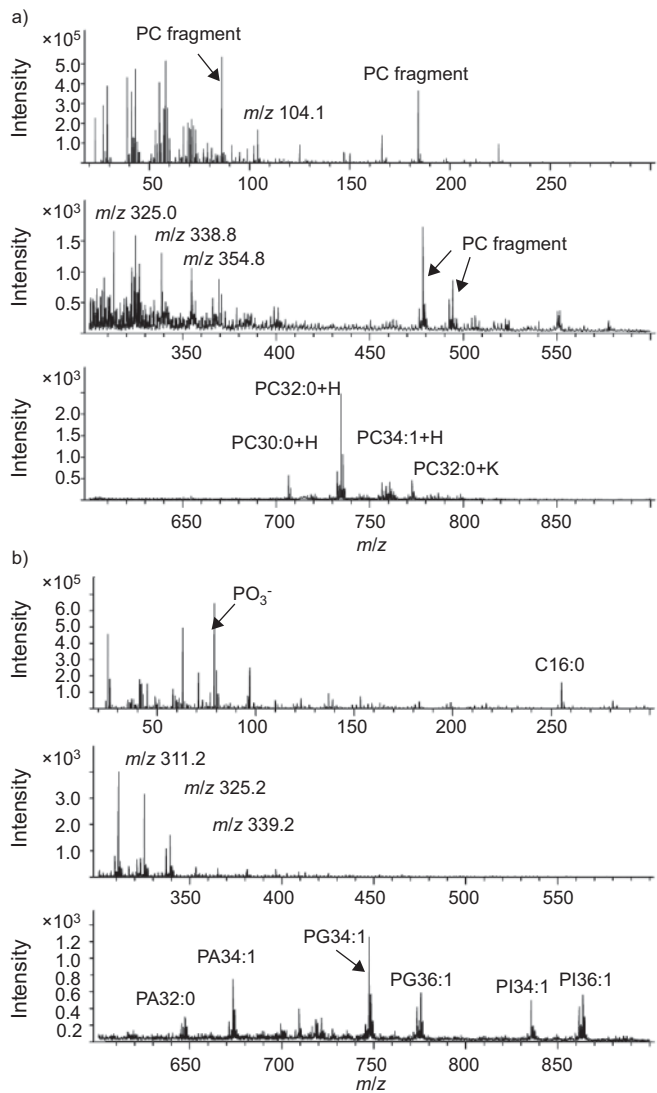 a)
×10⁵
Intensity
5.0
4.0
3.0
2.0
1.0
PC fragment
m/z 104.1
PC fragment
50 100 150 200 250
×10³
Intensity
1.5
1.0
0.5
m/z 325.0
m/z 338.8
m/z 354.8
PC fragment
350 400 450 500 550
×10³
Intensity
2.0
1.5
1.0
0.5
PC32:0+H
PC30:0+H
PC34:1+H
PC32:0+K
650 700 750 800 850
m/z
b)
×10⁵
Intensity
6.0
5.0
4.0
3.0
2.0
1.0
PO₃⁻
C16:0
50 100 150 200 250
×10³
Intensity
3.0
2.0
1.0
m/z 311.2
m/z 325.2
m/z 339.2
350 400 450 500 550
×10³
Intensity
1.2
1.0
0.8
0.6
0.4
0.2
PA32:0
PA34:1
PG34:1
PG36:1
PI34:1
PI36:1
650 700 750 800 850
m/z